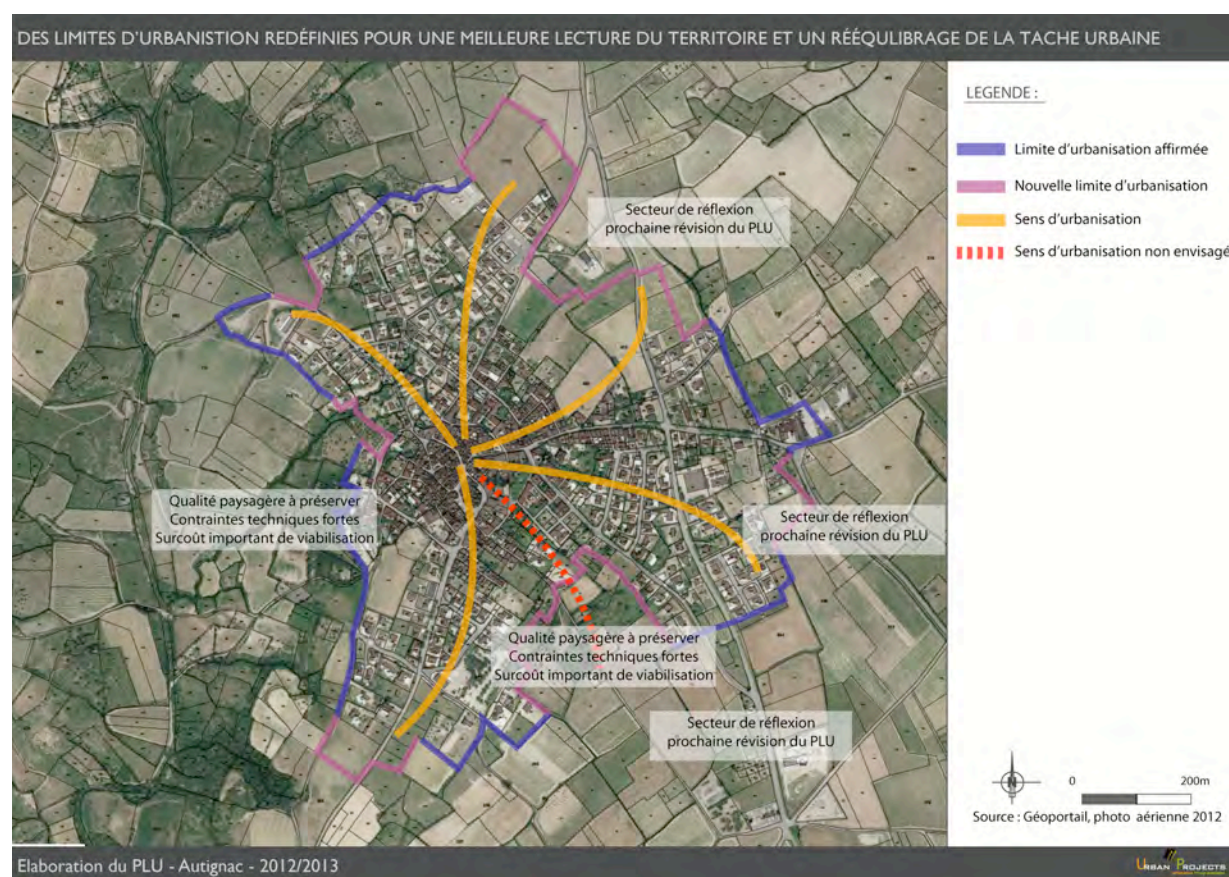 DES LIMITES D'URBANISTION REDÉFINIES POUR UNE MEILLEURE LECTURE DU TERRITOIRE ET UN RÉÉQULIBRAGE DE LA TACHE URBAINE
LEGENDE :
Limite d'urbanisation affirmée
Nouvelle limite d'urbanisation
Sens d'urbanisation
Sens d'urbanisation non envisagé
Secteur de réflexion
prochaine révision du PLU
Qualité paysagère à préserver
Contraintes techniques fortes
Surcoût important de viabilisation
Secteur de réflexion
prochaine révision du PLU
Qualité paysagère à préserver
Contraintes techniques fortes
Surcoût important de viabilisation
Secteur de réflexion
prochaine révision du PLU
N
0 200m
Source : Géoportail, photo aérienne 2012
Elaboration du PLU - Autignac - 2012/2013
URBAN PROJECTS